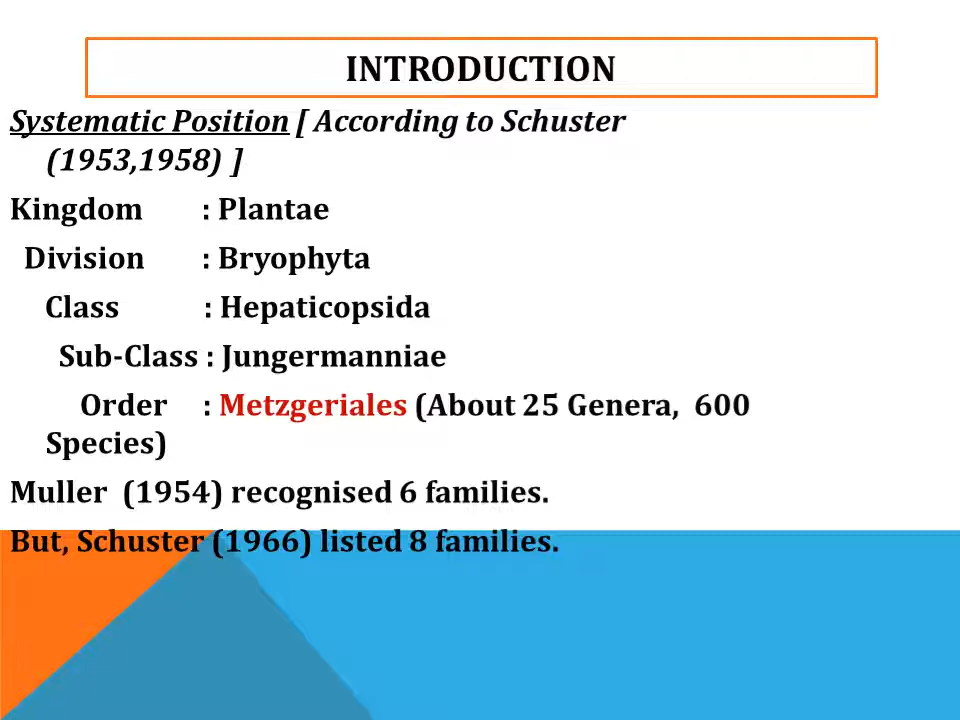 INTRODUCTION
Systematic Position [ According to Schuster
(1953,1958) ]
Kingdom : Plantae
Division : Bryophyta
Class : Hepaticopsida
Sub-Class : Jungermanniae
Order : Metzgeriales (About 25 Genera, 600
Species)
Muller (1954) recognised 6 families.
But, Schuster (1966) listed 8 families.